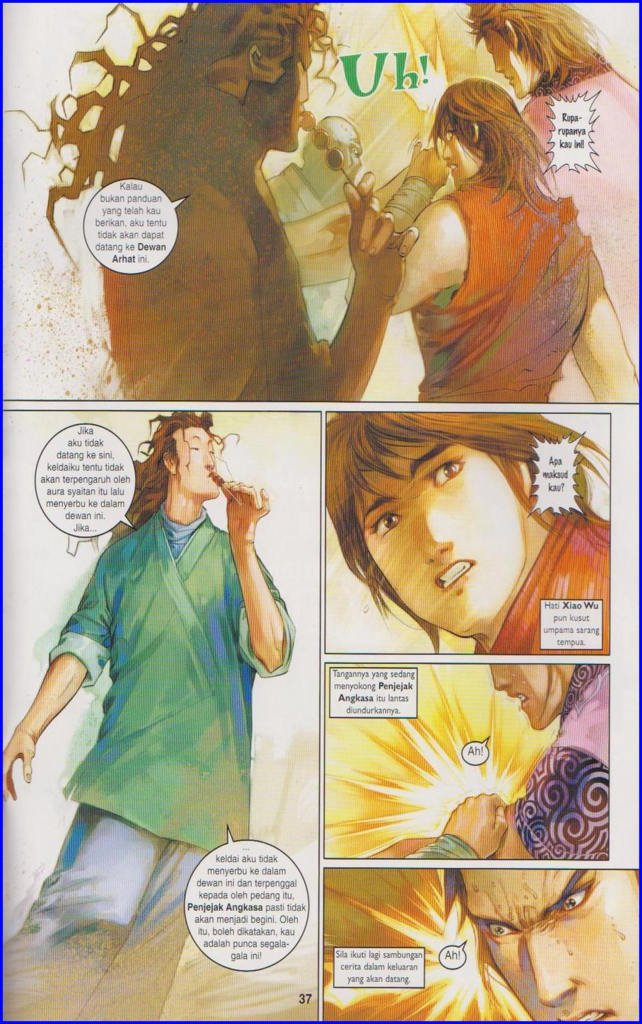 Uh!
Rupa-
rupanya
kau ini!
Kalau
bukan panduan
yang telah kau
berikan, aku tentu
tidak akan dapat
datang ke Dewan
Arhat ini.
Jika
aku tidak
datang ke sini,
keldaiku tentu tidak
akan terpengaruh oleh
aura syaitan itu lalu
menyerbu ke dalam
dewan ini.
Jika...
...
keldai aku tidak
menyerbu ke dalam
dewan ini dan terpenggal
kepada oleh pedang itu,
Penjejak Angkasa pasti tidak
akan menjadi begini. Oleh
itu, boleh dikatakan, kau
adalah punca segala-
gala ini!
Apa
maksud
kau?
Hati Xiao Wu
pun kusut
umpama sarang
tempua.
Tangannya yang sedang
menyokong Penjejak
Angkasa itu lantas
diundurkannya.
Ah!
Ah!
Sila ikuti lagi sambungan
cerita dalam keluaran
yang akan datang.
37